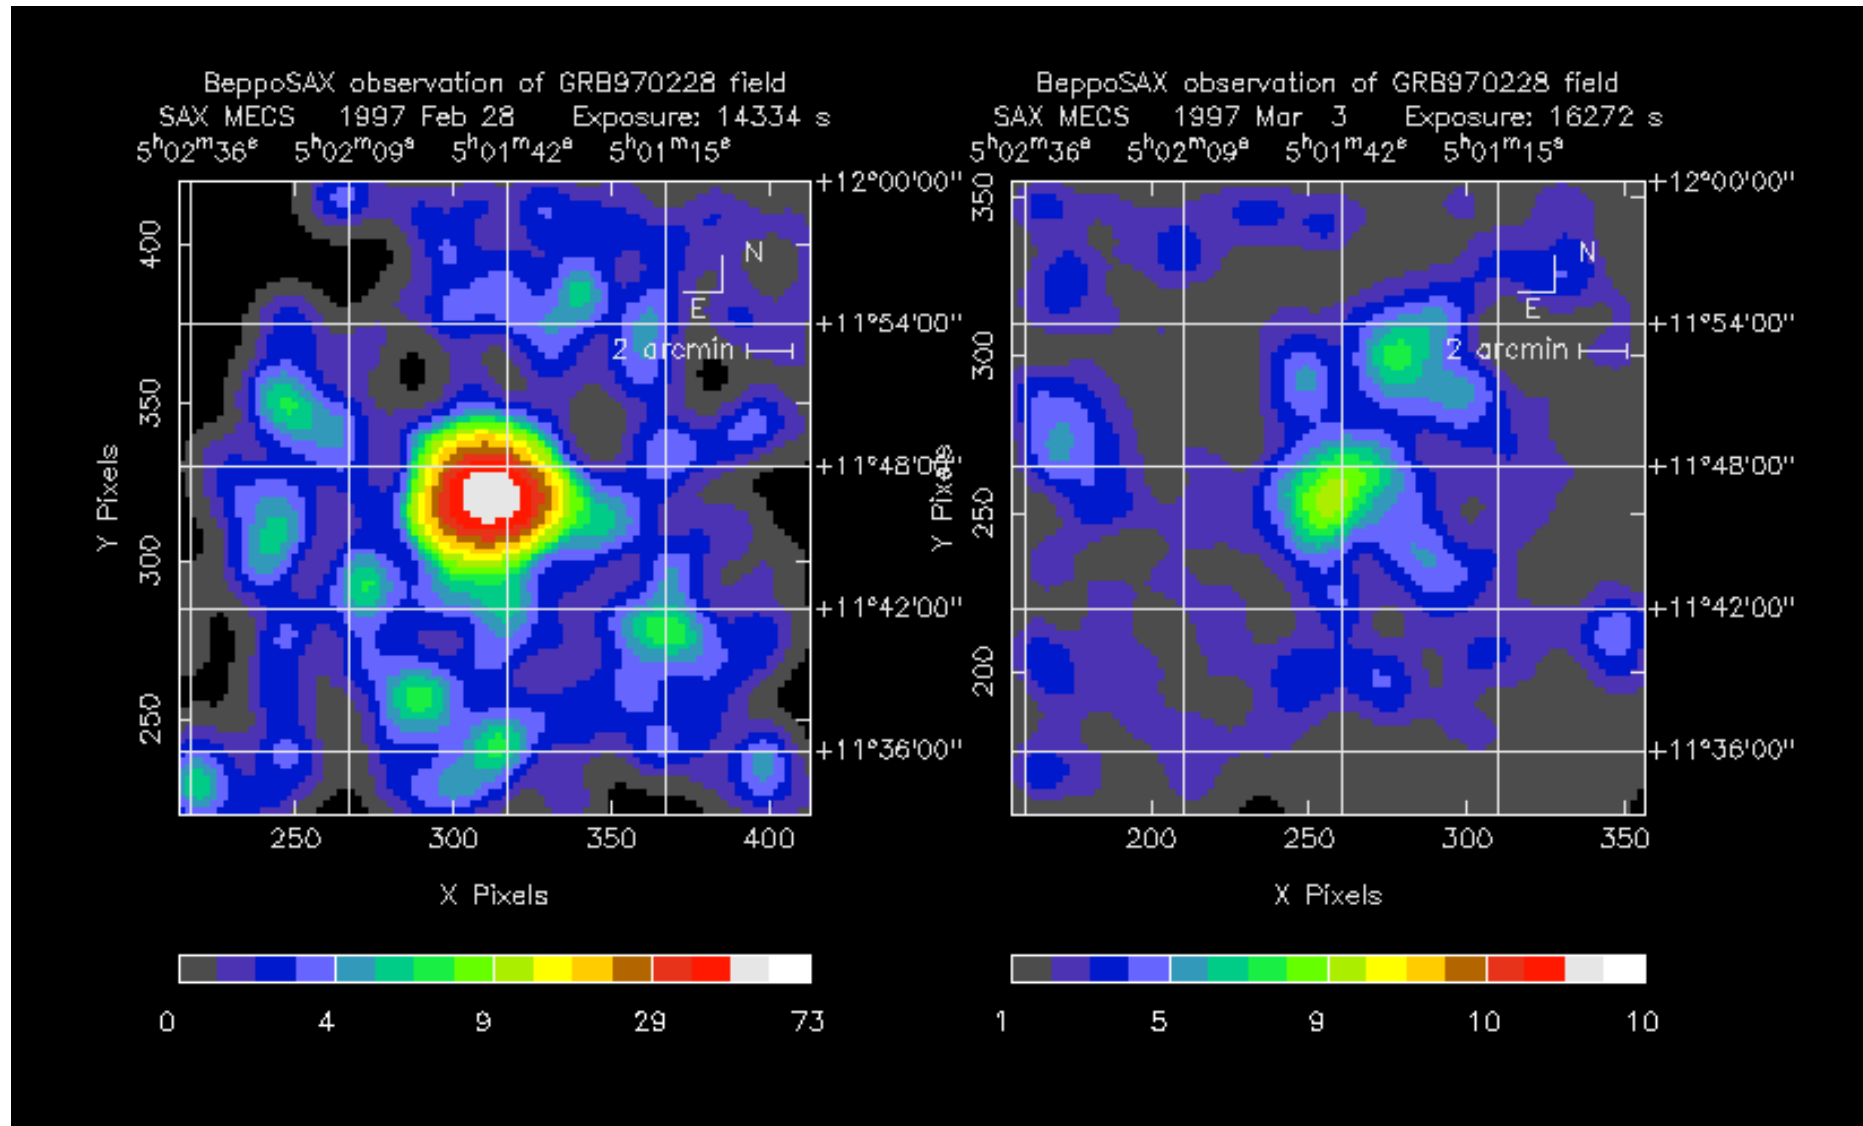 BeppoSAX observation of GRB970228 field
SAX MECS 1997 Feb 28 Exposure: 14334 s
5ʰ02ᵐ36ˢ 5ʰ02ᵐ09ˢ 5ʰ01ᵐ42ˢ 5ʰ01ᵐ15ˢ
+12°00'00"
400
N
E
+11°54'00"
2 arcmin
350
+11°48'00"
Y Pixels
300
+11°42'00"
250
+11°36'00"
250 300 350 400
X Pixels
0 4 9 29 73
BeppoSAX observation of GRB970228 field
SAX MECS 1997 Mar 3 Exposure: 16272 s
5ʰ02ᵐ36ˢ 5ʰ02ᵐ09ˢ 5ʰ01ᵐ42ˢ 5ʰ01ᵐ15ˢ
350
+12°00'00"
N
E
+11°54'00"
300
2 arcmin
+11°48'00"
Y Pixels
250
+11°42'00"
200
+11°36'00"
200 250 300 350
X Pixels
1 5 9 10 10